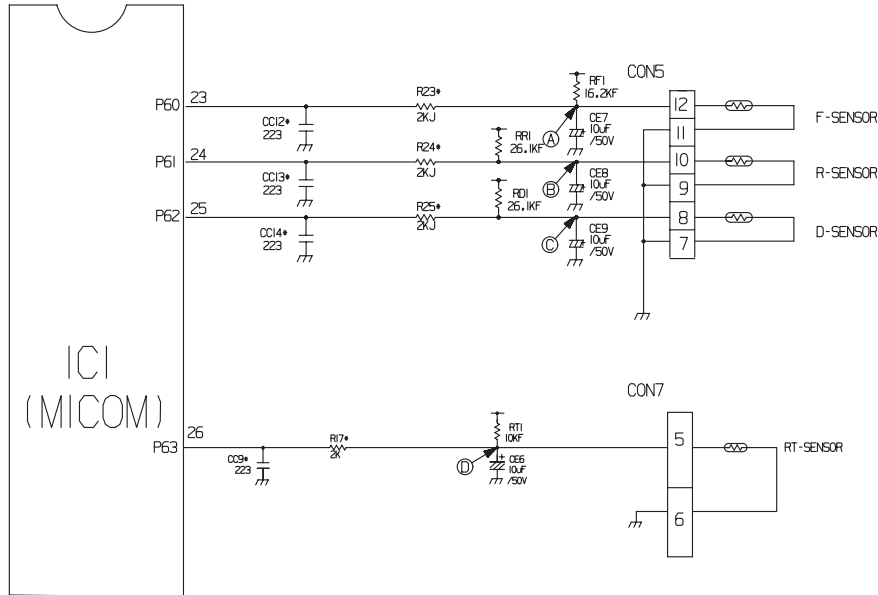 CON5
RF1
16.2KF
P60 23
R23*
2KJ
CC12*
223
A
CE7
10uF
/50V
12
11
F-SENSOR
P61 24
R24*
2KJ
RR1
26.1KF
CC13*
223
B
CE8
10uF
/50V
10
9
R-SENSOR
P62 25
R25*
2KJ
RD1
26.1KF
CC14*
223
C
CE9
10uF
/50V
8
7
D-SENSOR
IC1
(MICOM)
CON7
P63 26
R17*
2K
CC9*
223
RT1
10KF
D
CE6
10uF
/50V
5
6
RT-SENSOR